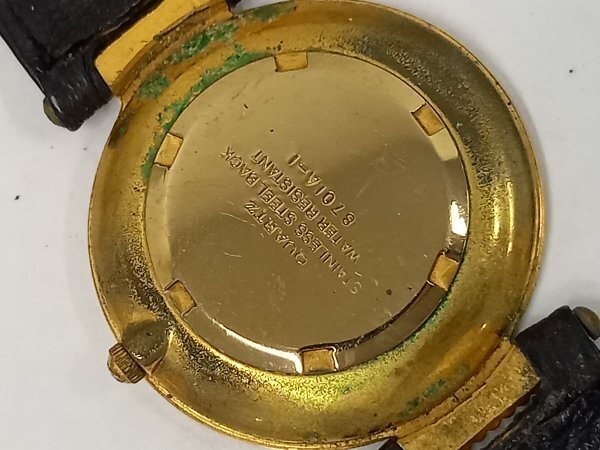 QUARTZ
STAINLESS STEEL BACK
WATER RESISTANT
8701A-1